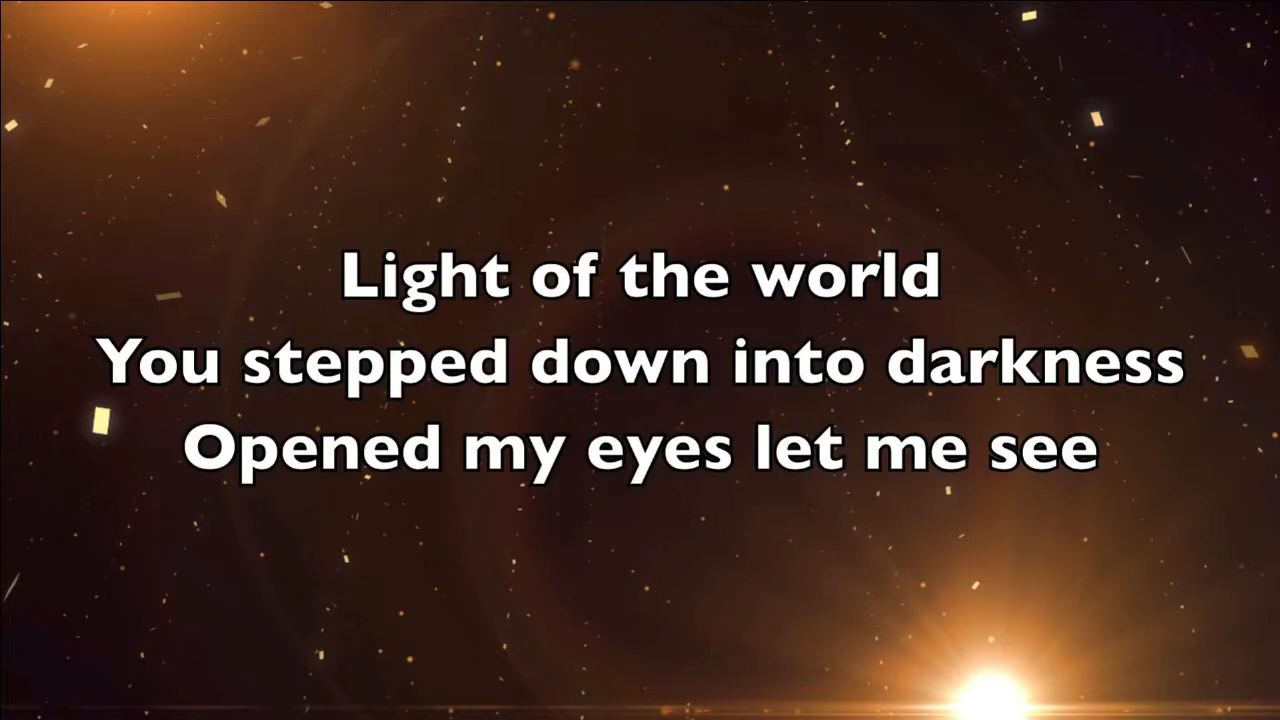 Light of the world
You stepped down into darkness
Opened my eyes let me see